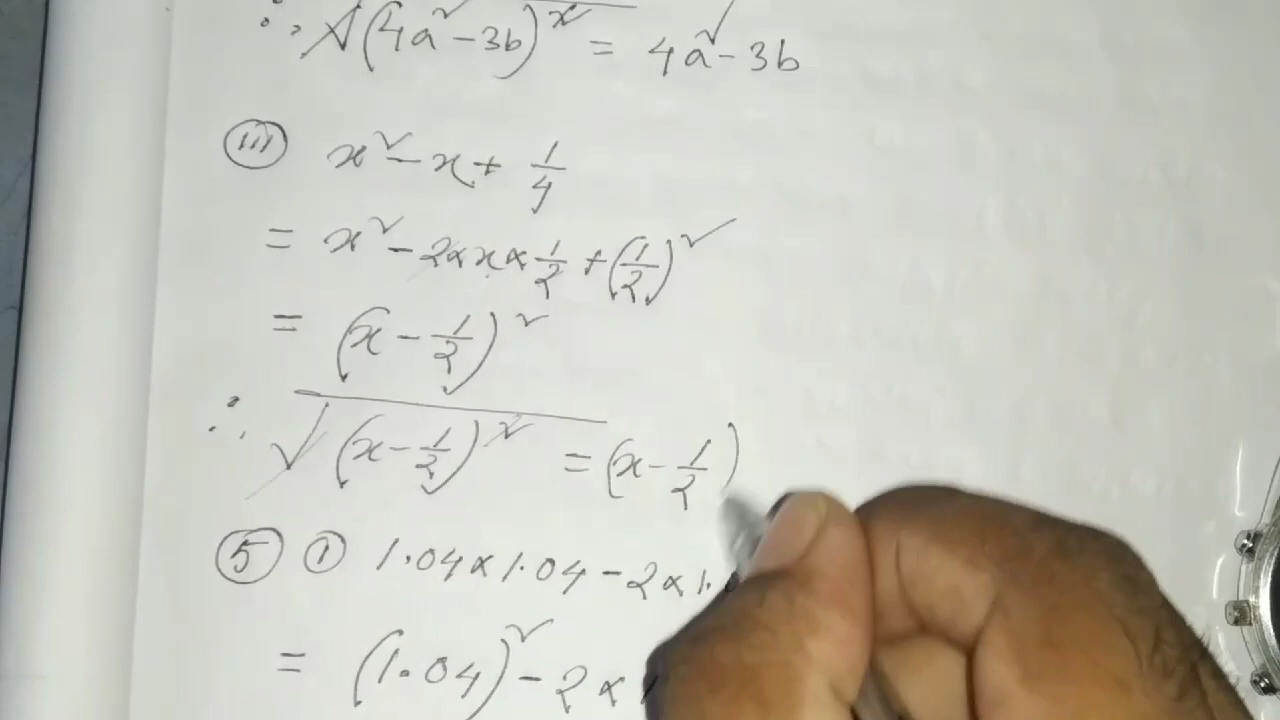 ∴ √(4a² - 3b)² = 4a² - 3b
(iii) x² - x + 1/4
= x² - 2×x×1/2 + (1/2)²
= (x - 1/2)²
∴ √(x - 1/2)² = (x - 1/2)
(5) (i) 1.04×1.04 - 2×1.
= (1.04)² - 2×